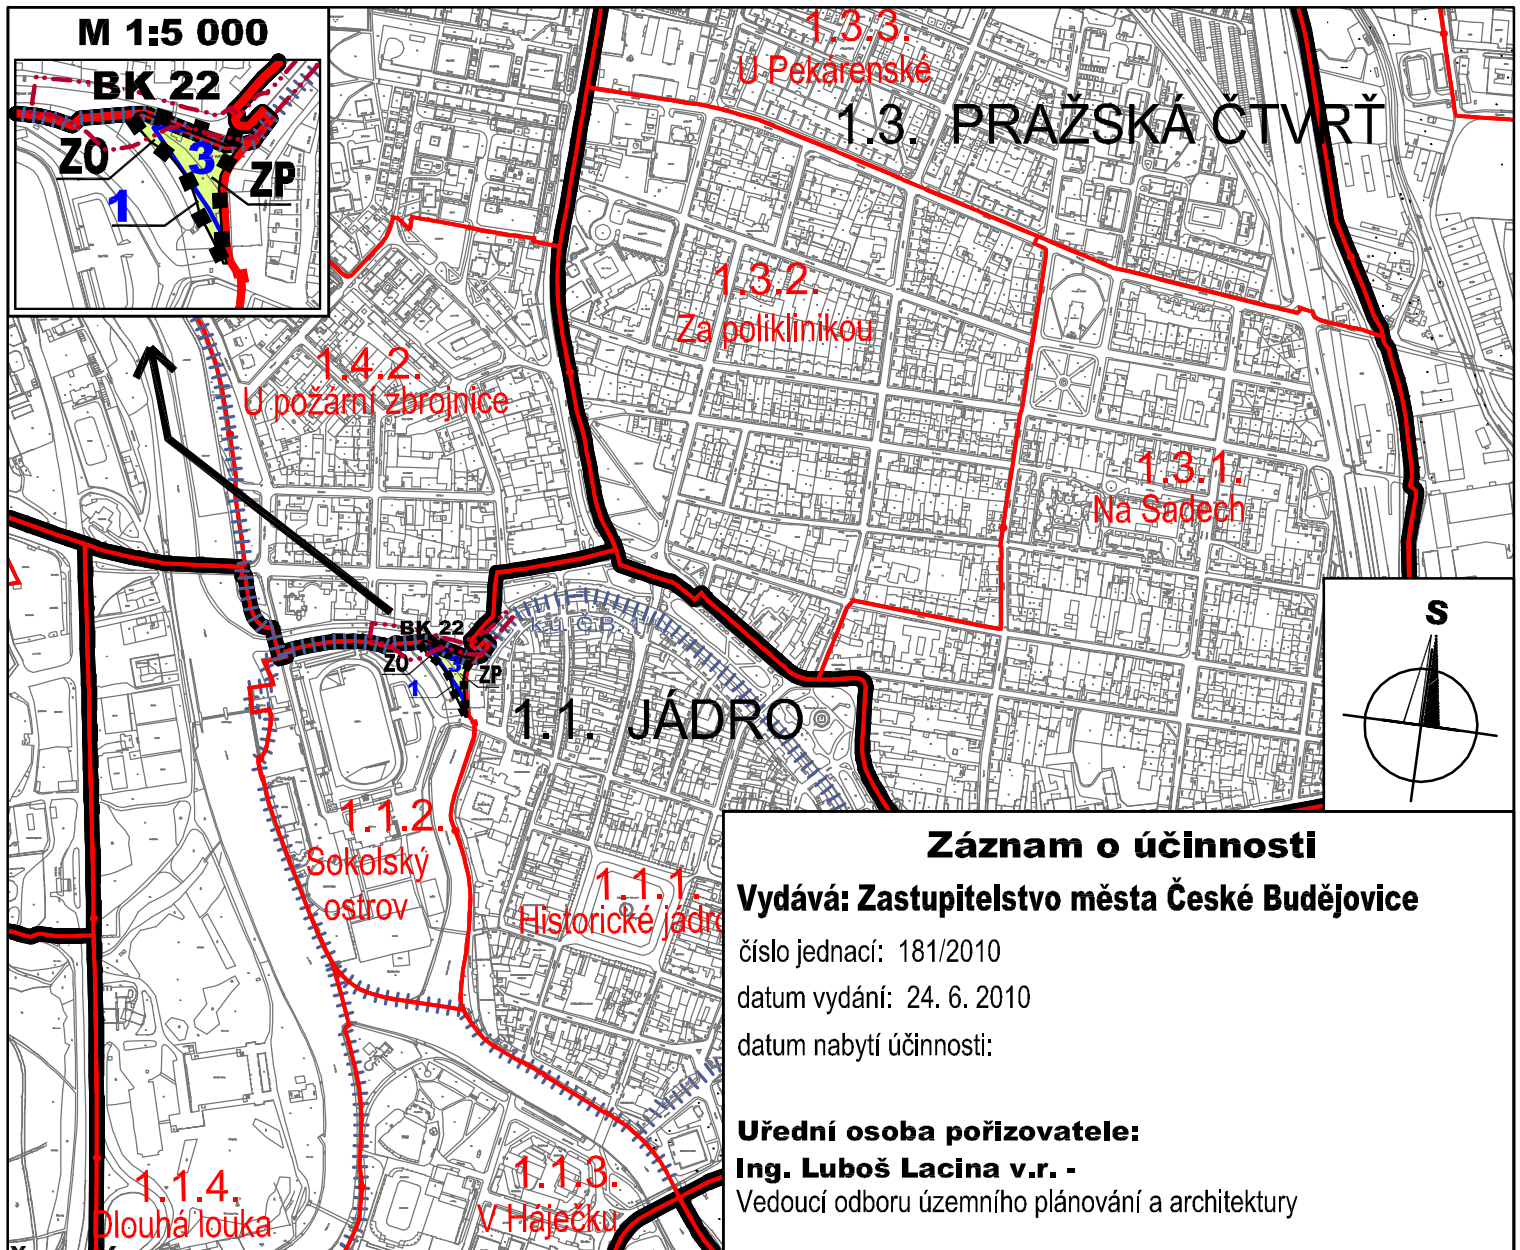 M 1:5 000
BK 22
ZO
3
ZP
1
1.3.3.
U Pekárenské
1.3. PRAŽSKÁ ČTVRŤ
1.3.2.
Za poliklinikou
1.4.2.
U požární zbrojnice
1.3.1.
Na Sadech
S
k.ú. Č.B. 1
BK 22
ZO
3
ZP
1
1.1. JÁDRO
1.1.2.
Sokolský
ostrov
1.1.1.
Historické jádro
1.1.4.
Dlouhá louka
1.1.3.
V Háječku
Záznam o účinnosti
Vydává: Zastupitelstvo města České Budějovice
číslo jednací: 181/2010
datum vydání: 24. 6. 2010
datum nabytí účinnosti:
Uřední osoba pořizovatele:
Ing. Luboš Lacina v.r. -
Vedoucí odboru územního plánování a architektury